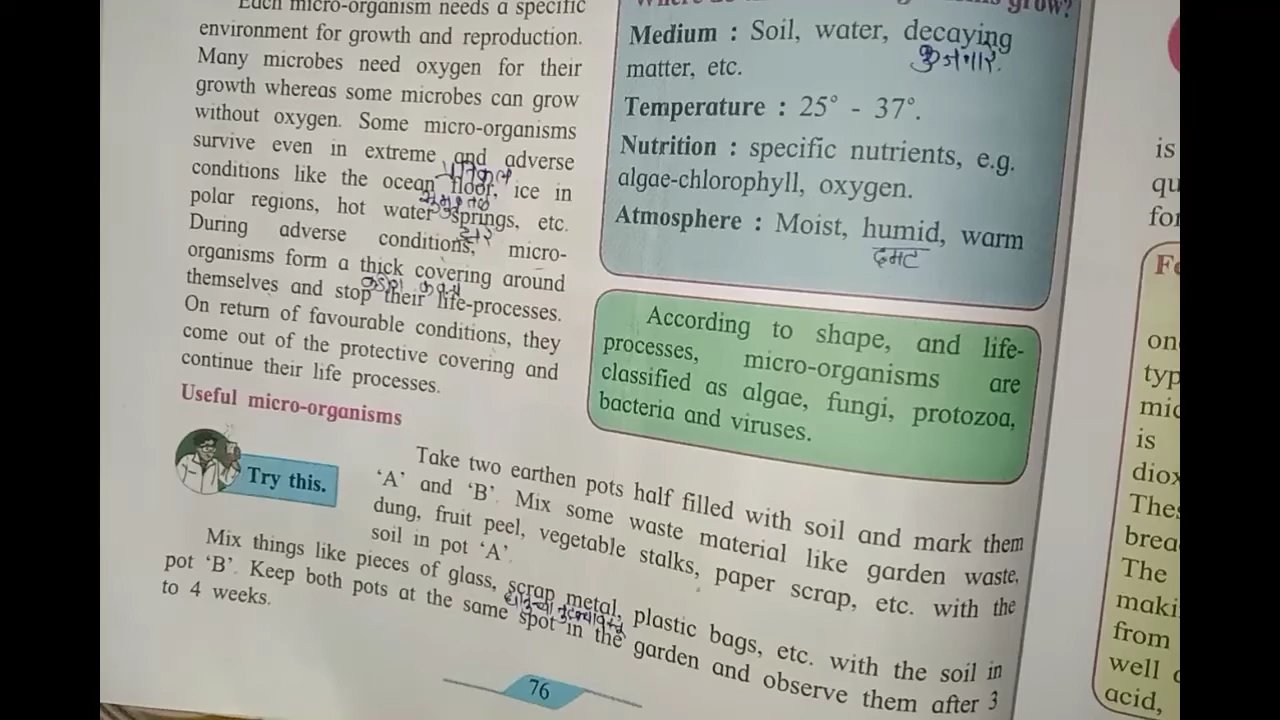 Each micro-organism needs a specific
environment for growth and reproduction.
Many microbes need oxygen for their
growth whereas some microbes can grow
without oxygen. Some micro-organisms
survive even in extreme and adverse
conditions like the ocean floor, ice in
polar regions, hot water springs, etc.
During adverse conditions, micro-
organisms form a thick covering around
themselves and stop their life-processes.
On return of favourable conditions, they
come out of the protective covering and
continue their life processes.
Useful micro-organisms
grow?
Medium : Soil, water, decaying
matter, etc.
Temperature : 25° - 37°.
Nutrition : specific nutrients, e.g.
algae-chlorophyll, oxygen.
Atmosphere : Moist, humid, warm
दमट
According to shape, and life-
processes, micro-organisms are
classified as algae, fungi, protozoa,
bacteria and viruses.
Try this.
Take two earthen pots half filled with soil and mark them
‘A’ and ‘B’. Mix some waste material like garden waste,
dung, fruit peel, vegetable stalks, paper scrap, etc. with the
soil in pot ‘A’.
Mix things like pieces of glass, scrap metal, plastic bags, etc. with the soil in
pot ‘B’. Keep both pots at the same spot in the garden and observe them after 3
to 4 weeks.
76
is
qu
for
Fe
on
typ
mic
is
diox
Thes
brea
The
maki
from
well
acid,